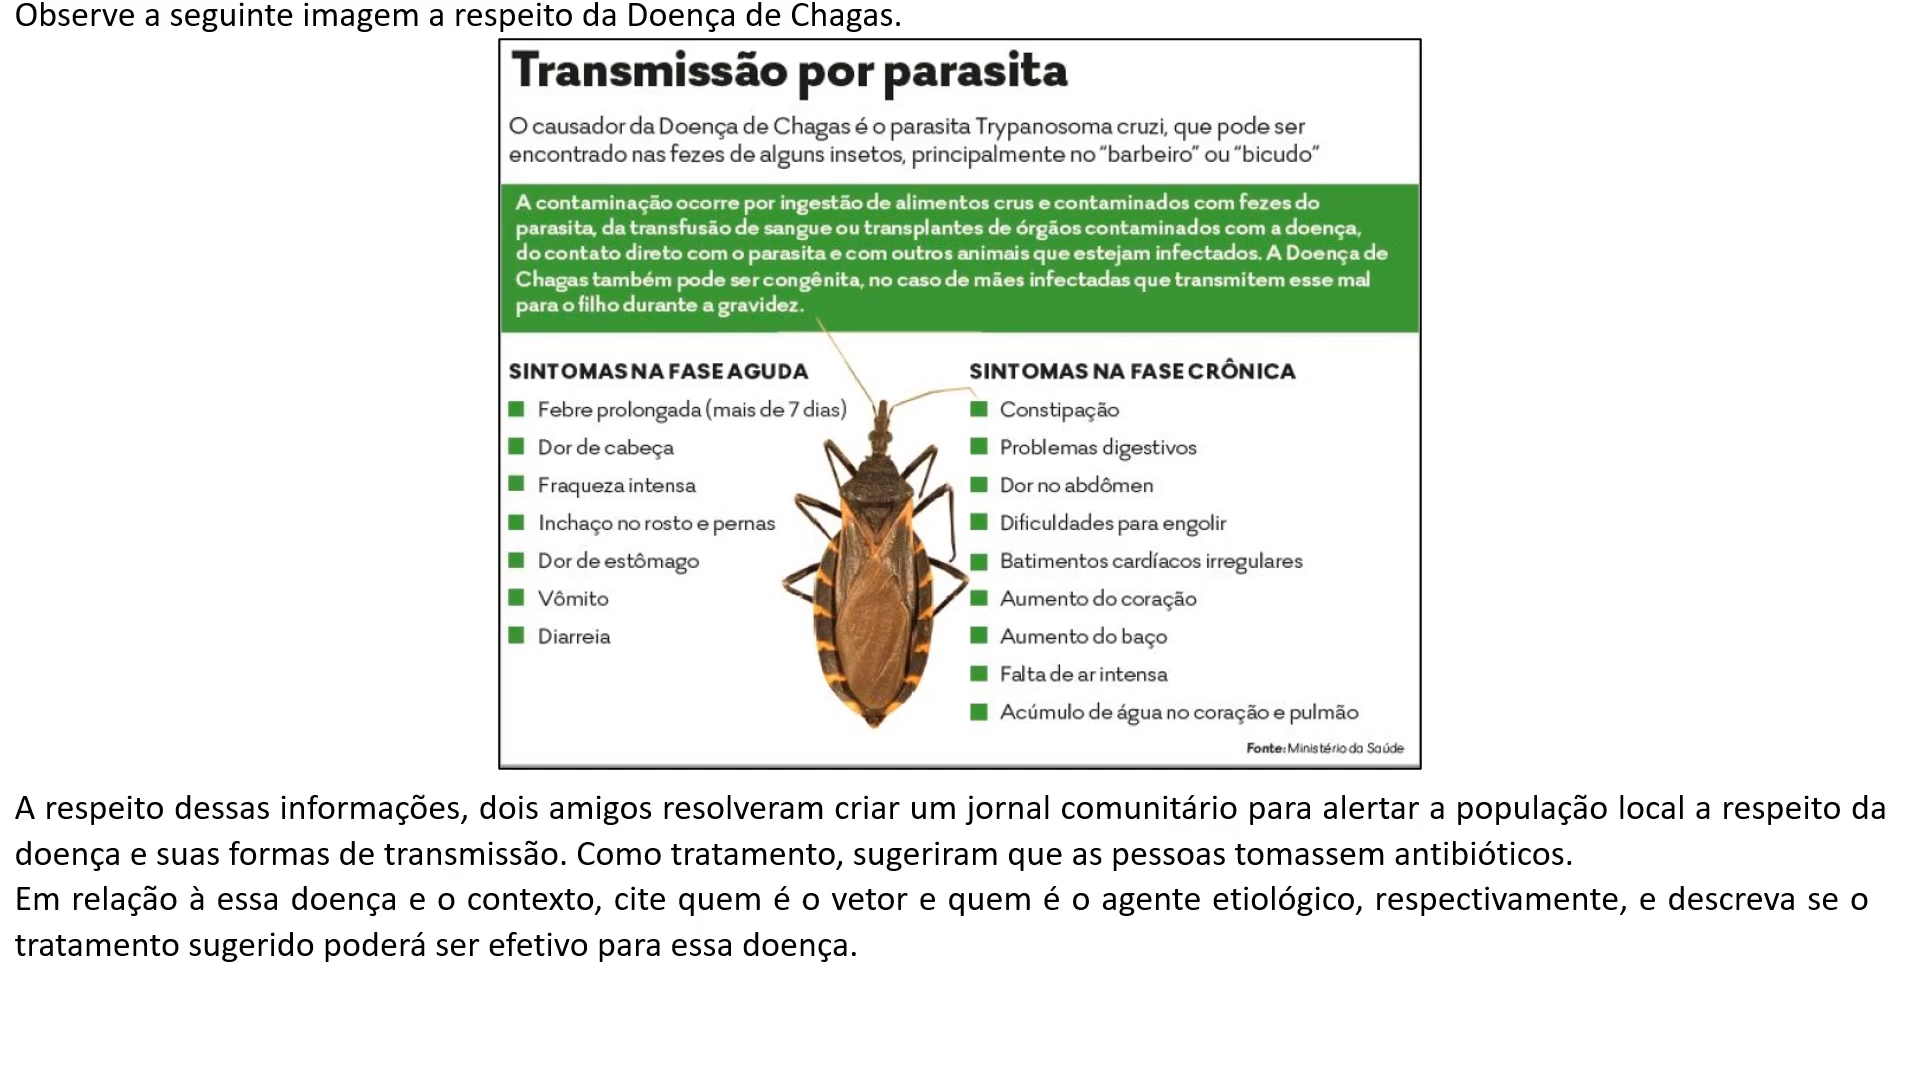 Observe a seguinte imagem a respeito da Doença de Chagas.
Transmissão por parasita
O causador da Doença de Chagas é o parasita Trypanosoma cruzi, que pode ser
encontrado nas fezes de alguns insetos, principalmente no “barbeiro” ou “bicudo”
A contaminação ocorre por ingestão de alimentos crus e contaminados com fezes do
parasita, da transfusão de sangue ou transplantes de órgãos contaminados com a doença,
do contato direto com o parasita e com outros animais que estejam infectados. A Doença de
Chagas também pode ser congênita, no caso de mães infectadas que transmitem esse mal
para o filho durante a gravidez.
SINTOMAS NA FASE AGUDA
Febre prolongada (mais de 7 dias)
Dor de cabeça
Fraqueza intensa
Inchaço no rosto e pernas
Dor de estômago
Vômito
Diarreia
SINTOMAS NA FASE CRÔNICA
Constipação
Problemas digestivos
Dor no abdômen
Dificuldades para engolir
Batimentos cardíacos irregulares
Aumento do coração
Aumento do baço
Falta de ar intensa
Acúmulo de água no coração e pulmão
Fonte: Ministério da Saúde
A respeito dessas informações, dois amigos resolveram criar um jornal comunitário para alertar a população local a respeito da
doença e suas formas de transmissão. Como tratamento, sugeriram que as pessoas tomassem antibióticos.
Em relação à essa doença e o contexto, cite quem é o vetor e quem é o agente etiológico, respectivamente, e descreva se o
tratamento sugerido poderá ser efetivo para essa doença.